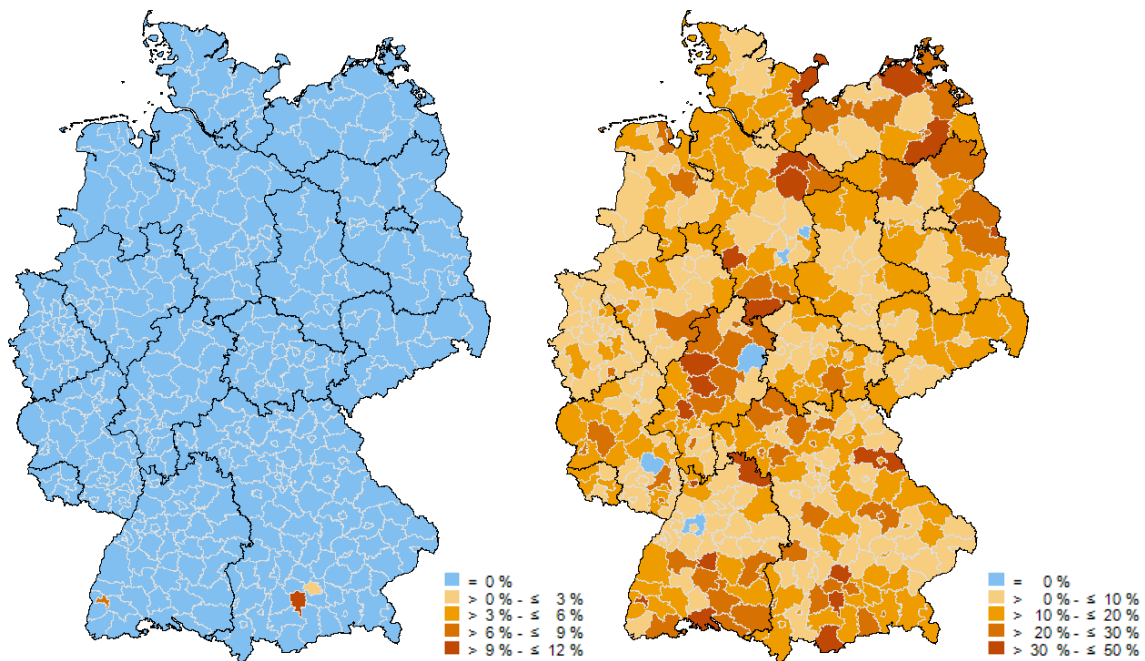 = 0 %
> 0 % - ≤ 3 %
> 3 % - ≤ 6 %
> 6 % - ≤ 9 %
> 9 % - ≤ 12 %
= 0 %
> 0 % - ≤ 10 %
> 10 % - ≤ 20 %
> 20 % - ≤ 30 %
> 30 % - ≤ 50 %